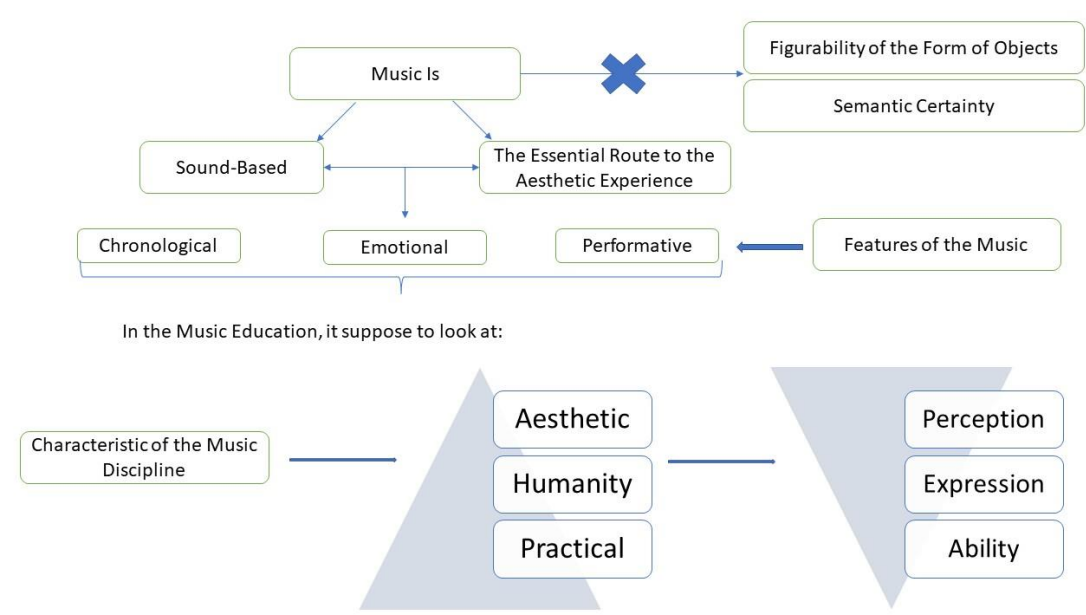 Figurability of the Form of Objects
Music Is
Semantic Certainty
Sound-Based
The Essential Route to the
Aesthetic Experience
Chronological
Emotional
Performative
Features of the Music
In the Music Education, it suppose to look at:
Characteristic of the Music
Discipline
Aesthetic
Humanity
Practical
Perception
Expression
Ability